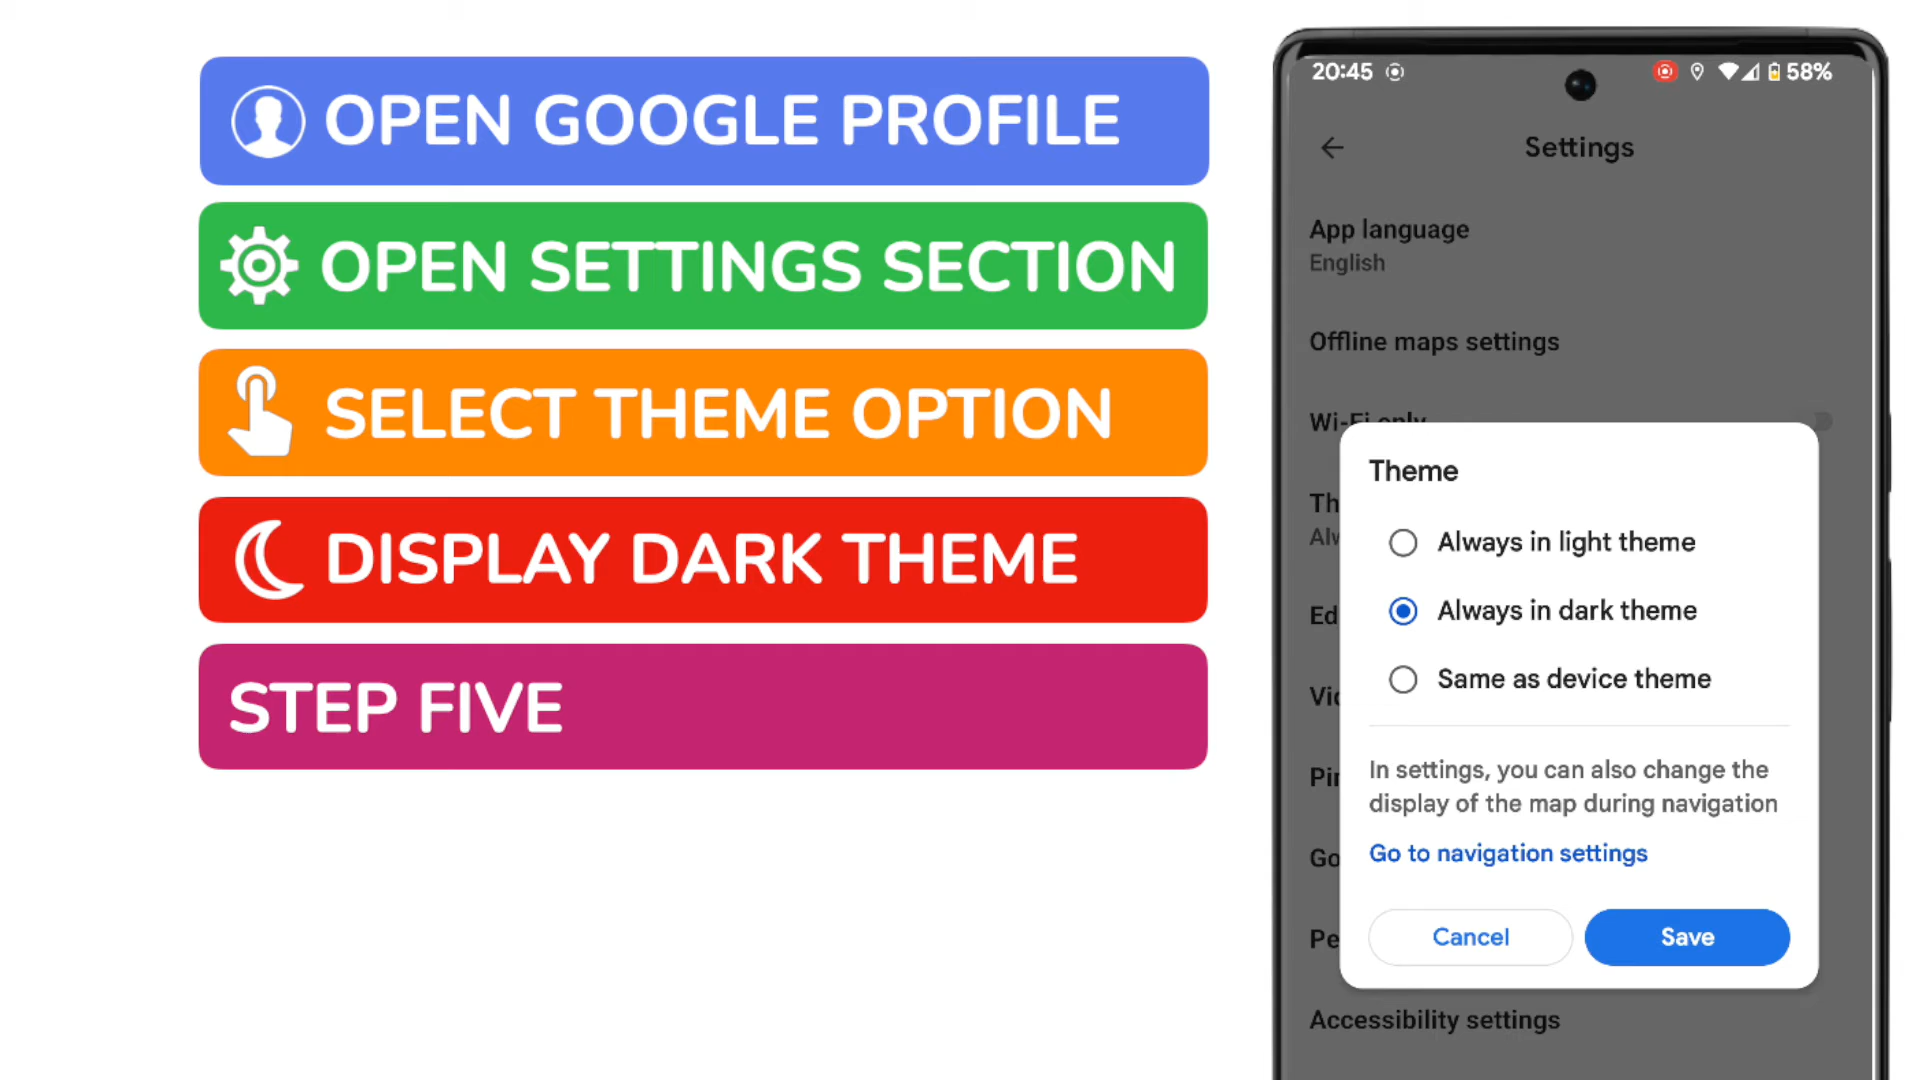 OPEN GOOGLE PROFILE
OPEN SETTINGS SECTION
SELECT THEME OPTION
DISPLAY DARK THEME
STEP FIVE
20:45
58%
Settings
App language
English
Offline maps settings
Wi-Fi only
Theme
Always in light theme
Always in dark theme
Same as device theme
In settings, you can also change the
display of the map during navigation
Go to navigation settings
Cancel
Save
Accessibility settings